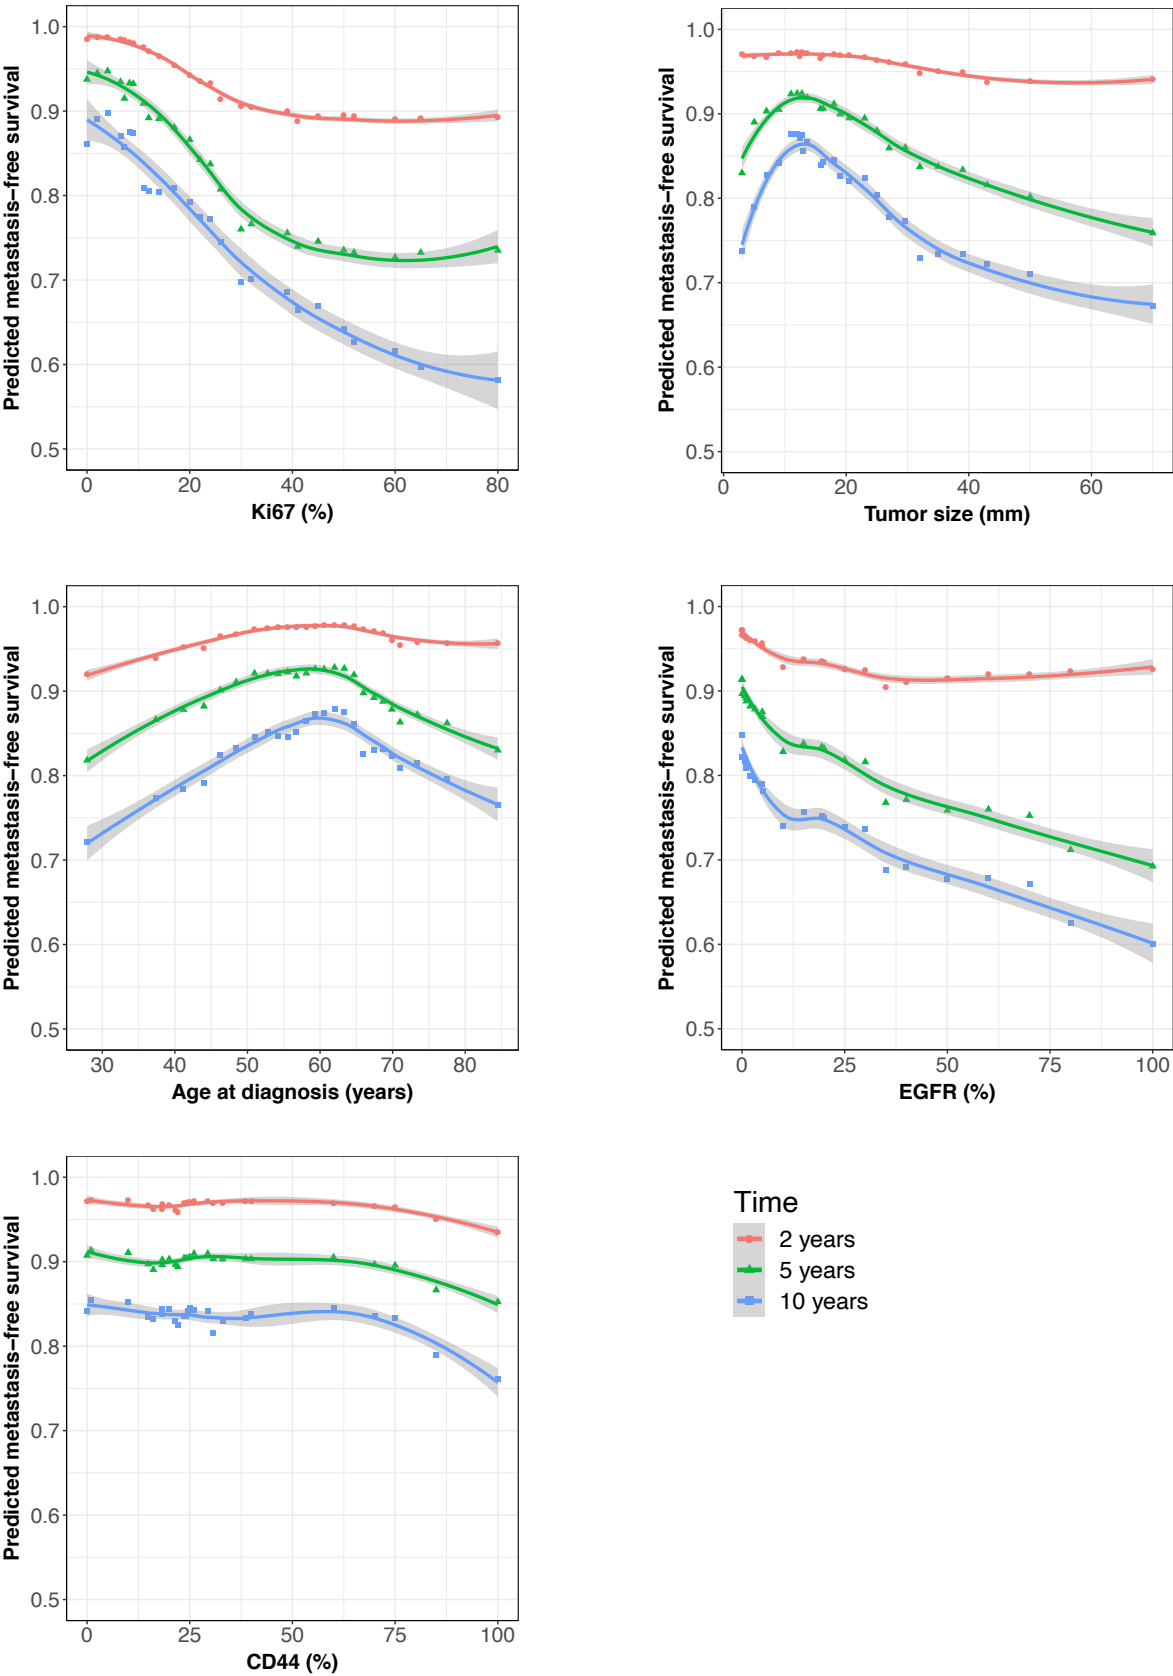 Predicted metastasis−free survival
1.0
0.9
0.8
0.7
0.6
0.5
0 20 40 60 80
Ki67 (%)
Predicted metastasis−free survival
1.0
0.9
0.8
0.7
0.6
0.5
0 20 40 60
Tumor size (mm)
Predicted metastasis−free survival
1.0
0.9
0.8
0.7
0.6
0.5
30 40 50 60 70 80
Age at diagnosis (years)
Predicted metastasis−free survival
1.0
0.9
0.8
0.7
0.6
0.5
0 25 50 75 100
EGFR (%)
Predicted metastasis−free survival
1.0
0.9
0.8
0.7
0.6
0.5
0 25 50 75 100
CD44 (%)
Time
2 years
5 years
10 years